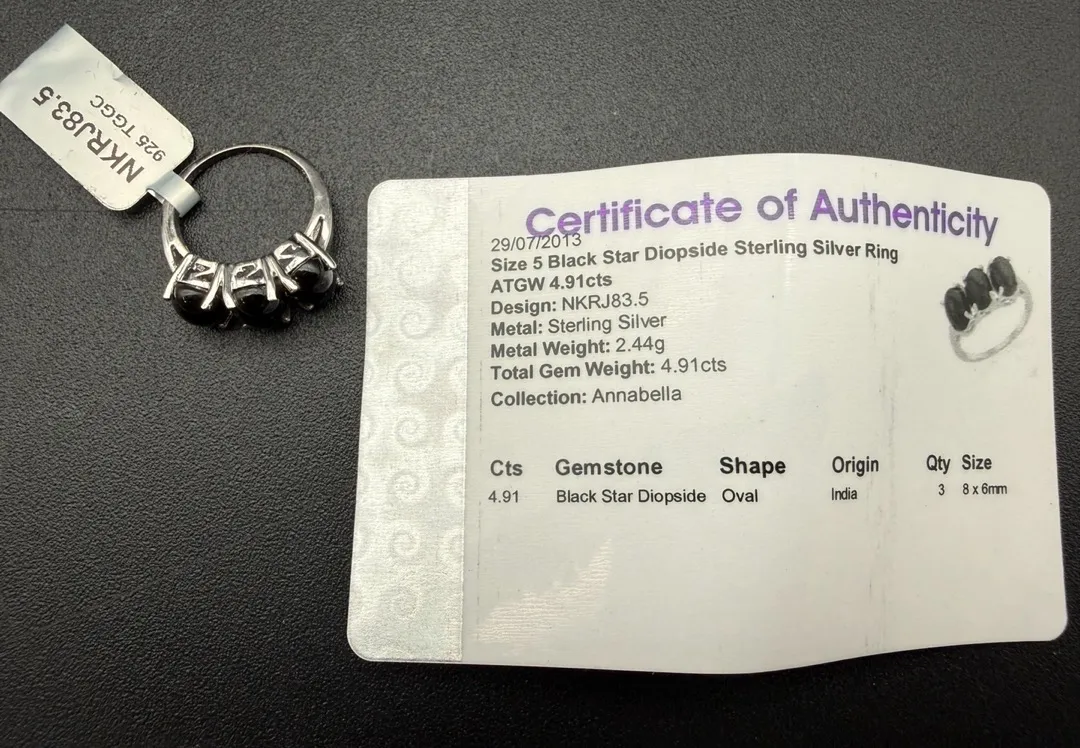 NKRJ83.5
925 TGGC
Certificate of Authenticity
29/07/2013
Size 5 Black Star Diopside Sterling Silver Ring
ATGW 4.91cts
Design: NKRJ83.5
Metal: Sterling Silver
Metal Weight: 2.44g
Total Gem Weight: 4.91cts
Collection: Annabella
Cts Gemstone Shape Origin Qty Size
4.91 Black Star Diopside Oval India 3 8 x 6mm